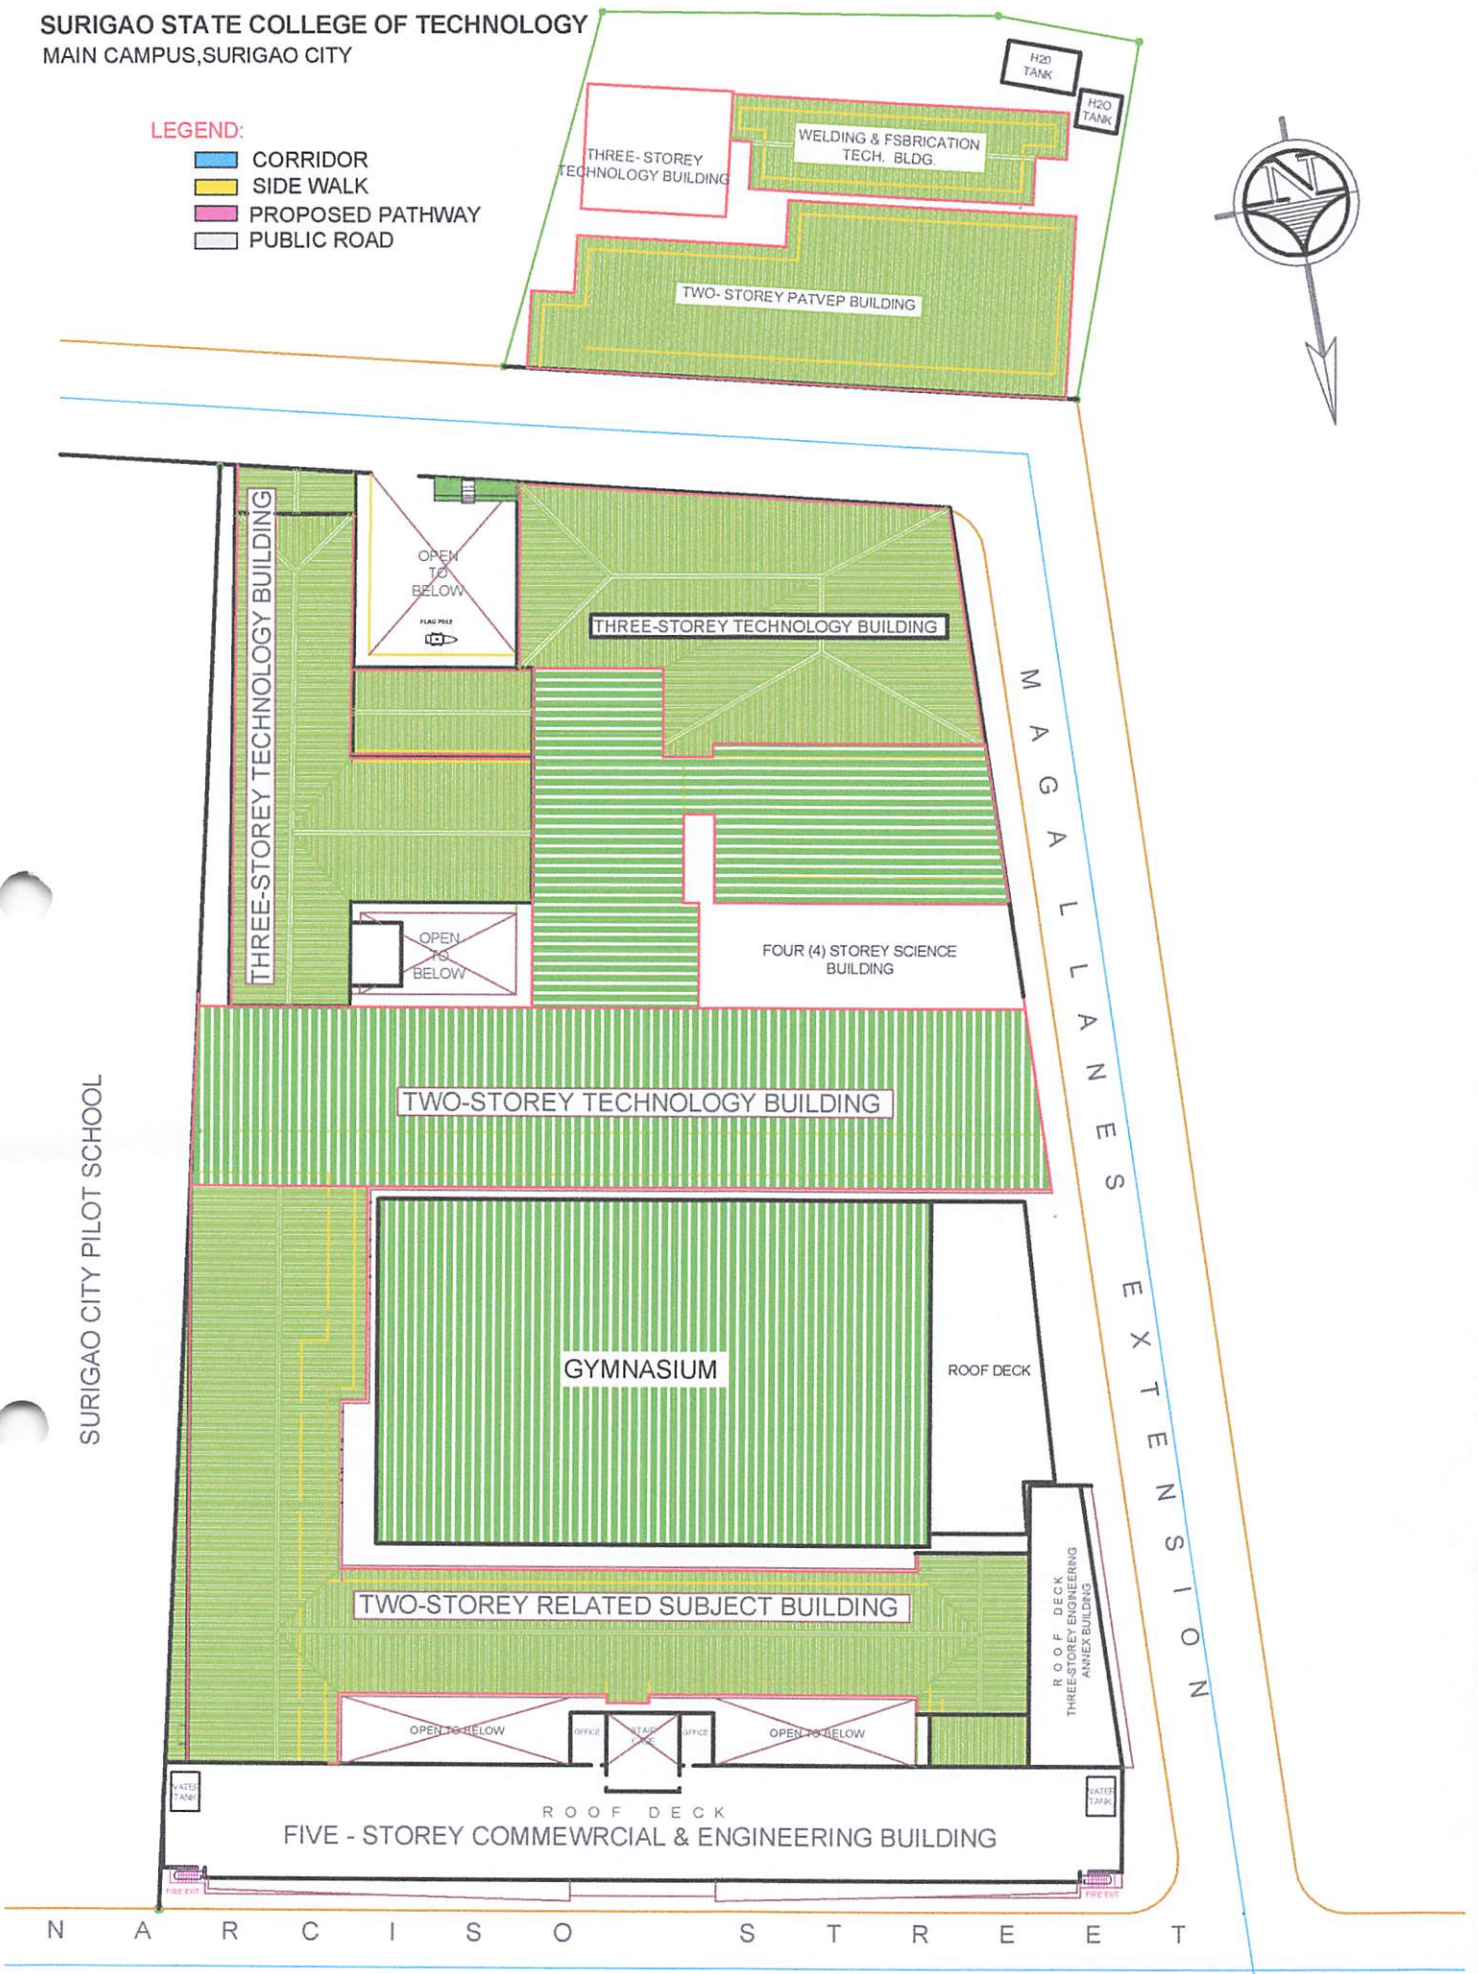 SURIGAO STATE COLLEGE OF TECHNOLOGY
MAIN CAMPUS,SURIGAO CITY
LEGEND:
CORRIDOR
SIDE WALK
PROPOSED PATHWAY
PUBLIC ROAD
H20
TANK
H2O
TANK
N
WELDING & FSBRICATION
TECH. BLDG.
THREE- STOREY
TECHNOLOGY BUILDING
TWO- STOREY PATVEP BUILDING
THREE-STOREY TECHNOLOGY BUILDING
OPEN
TO
BELOW
FLAG POLE
THREE-STOREY TECHNOLOGY BUILDING
OPEN
TO
BELOW
FOUR (4) STOREY SCIENCE
BUILDING
MAGALLANES EXTENSION
TWO-STOREY TECHNOLOGY BUILDING
SURIGAO CITY PILOT SCHOOL
GYMNASIUM
ROOF DECK
TWO-STOREY RELATED SUBJECT BUILDING
ROOF DECK
THREE-STOREY ENGINEERING
ANNEX BUILDING
OPEN TO BELOW
OFFICE
STAIR
CASE
OFFICE
OPEN TO BELOW
WATER
TANK
WATER
TANK
ROOF DECK
FIVE - STOREY COMMEWRCIAL & ENGINEERING BUILDING
FIRE EXIT
FIRE EXIT
NARCISO STREET